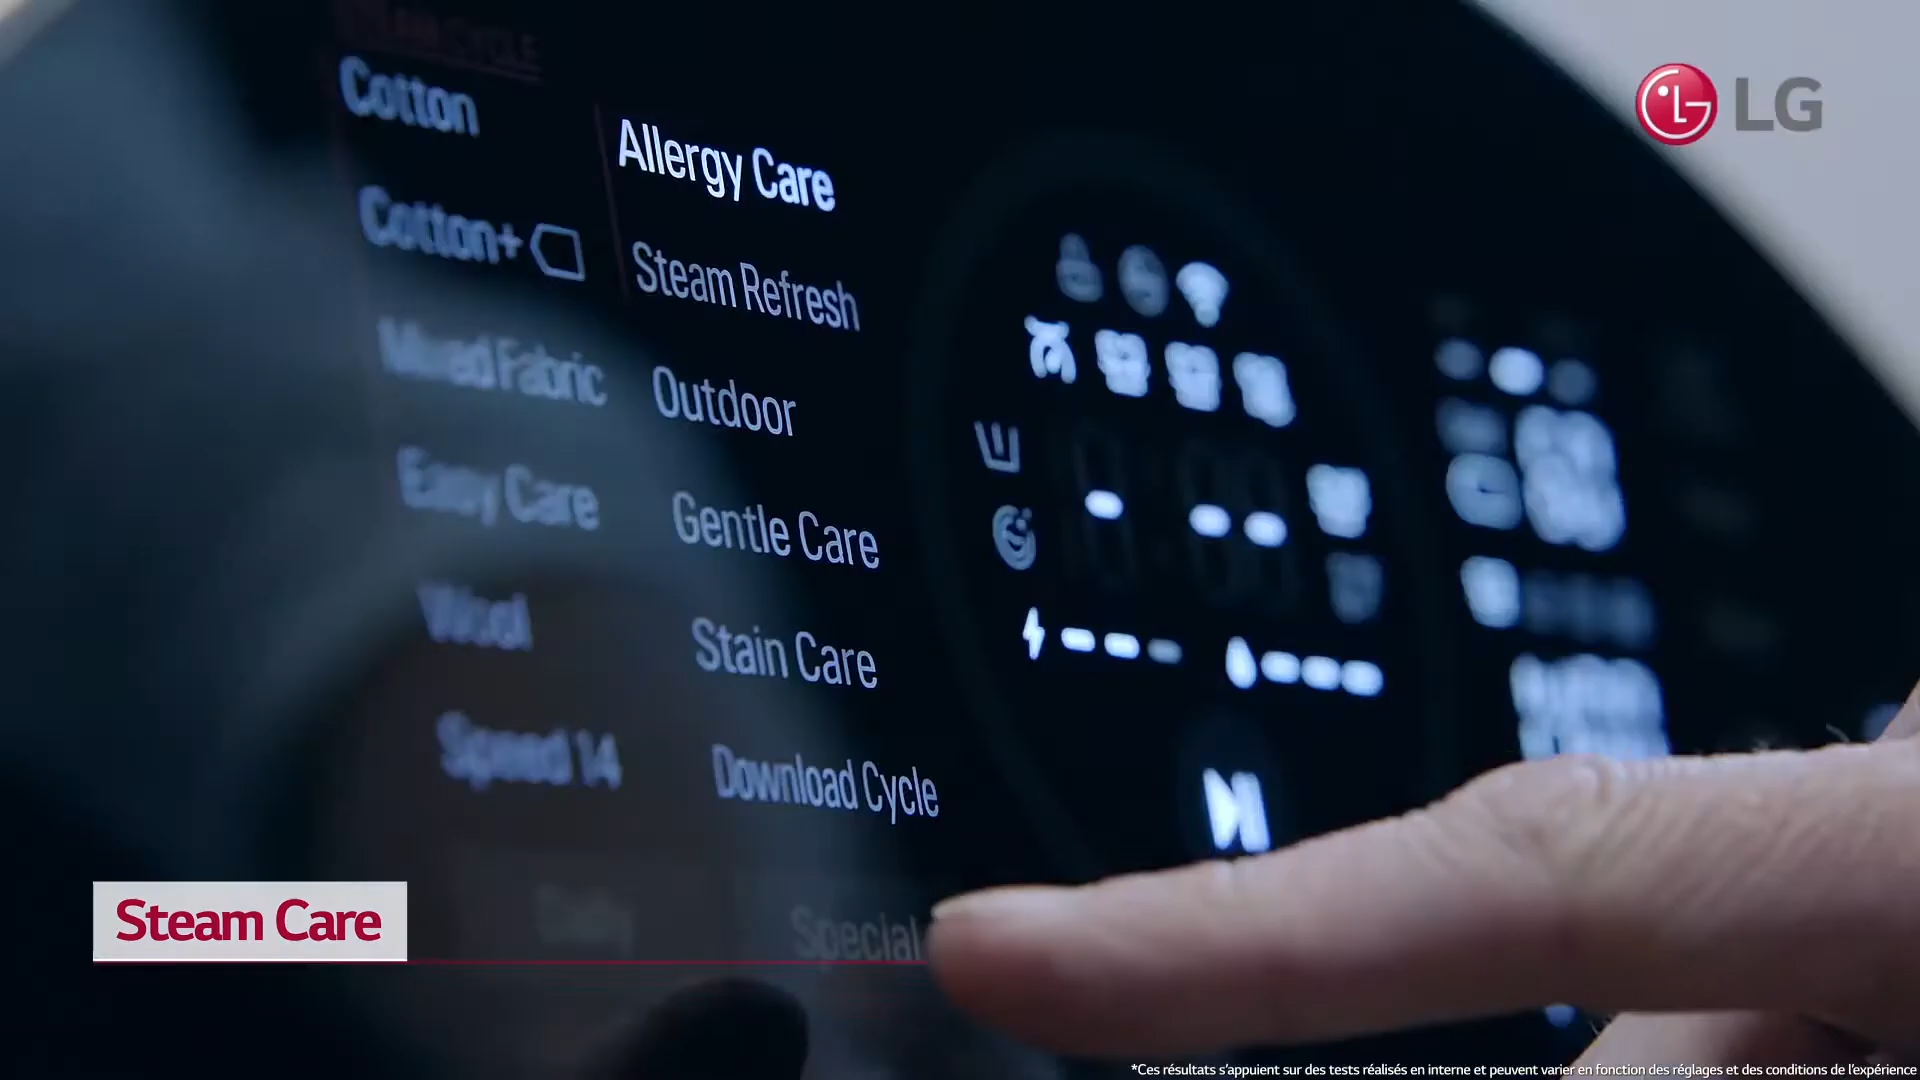 LG
Cotton
Cotton+
Mixed Fabric
Easy Care
Wool
Speed 14
Allergy Care
Steam Refresh
Outdoor
Gentle Care
Stain Care
Download Cycle
Special
Steam Care
*Ces résultats s'appuient sur des tests réalisés en interne et peuvent varier en fonction des réglages et des conditions de l'expérience